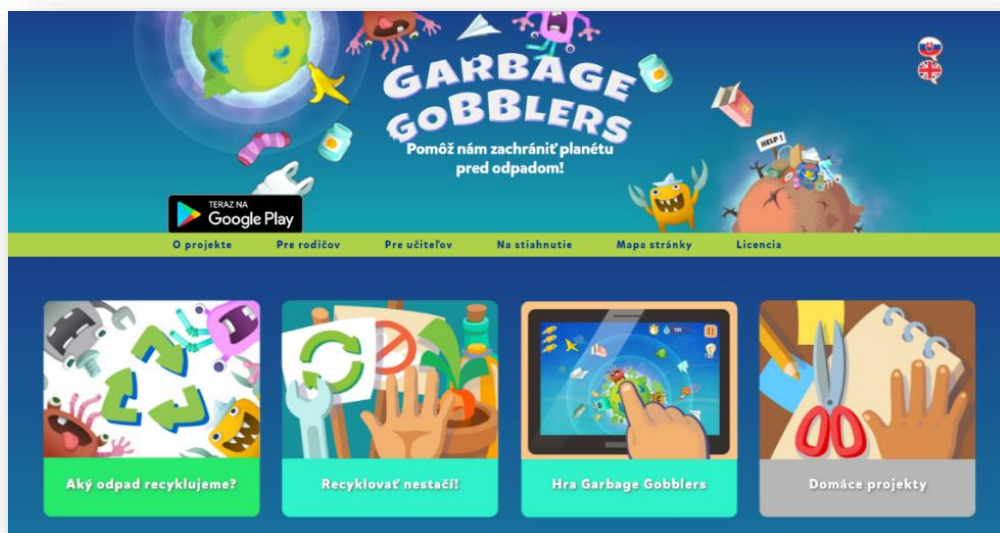 GARBAGE
GOBBLERS
Pomôž nám zachrániť planétu
pred odpadom!
HELP!
TERAZ NA
Google Play
O projekte Pre rodičov Pre učiteľov Na stiahnutie Mapa stránky Licencia
Aký odpad recyklujeme? Recyklovať nestačí! Hra Garbage Gobblers Domáce projekty